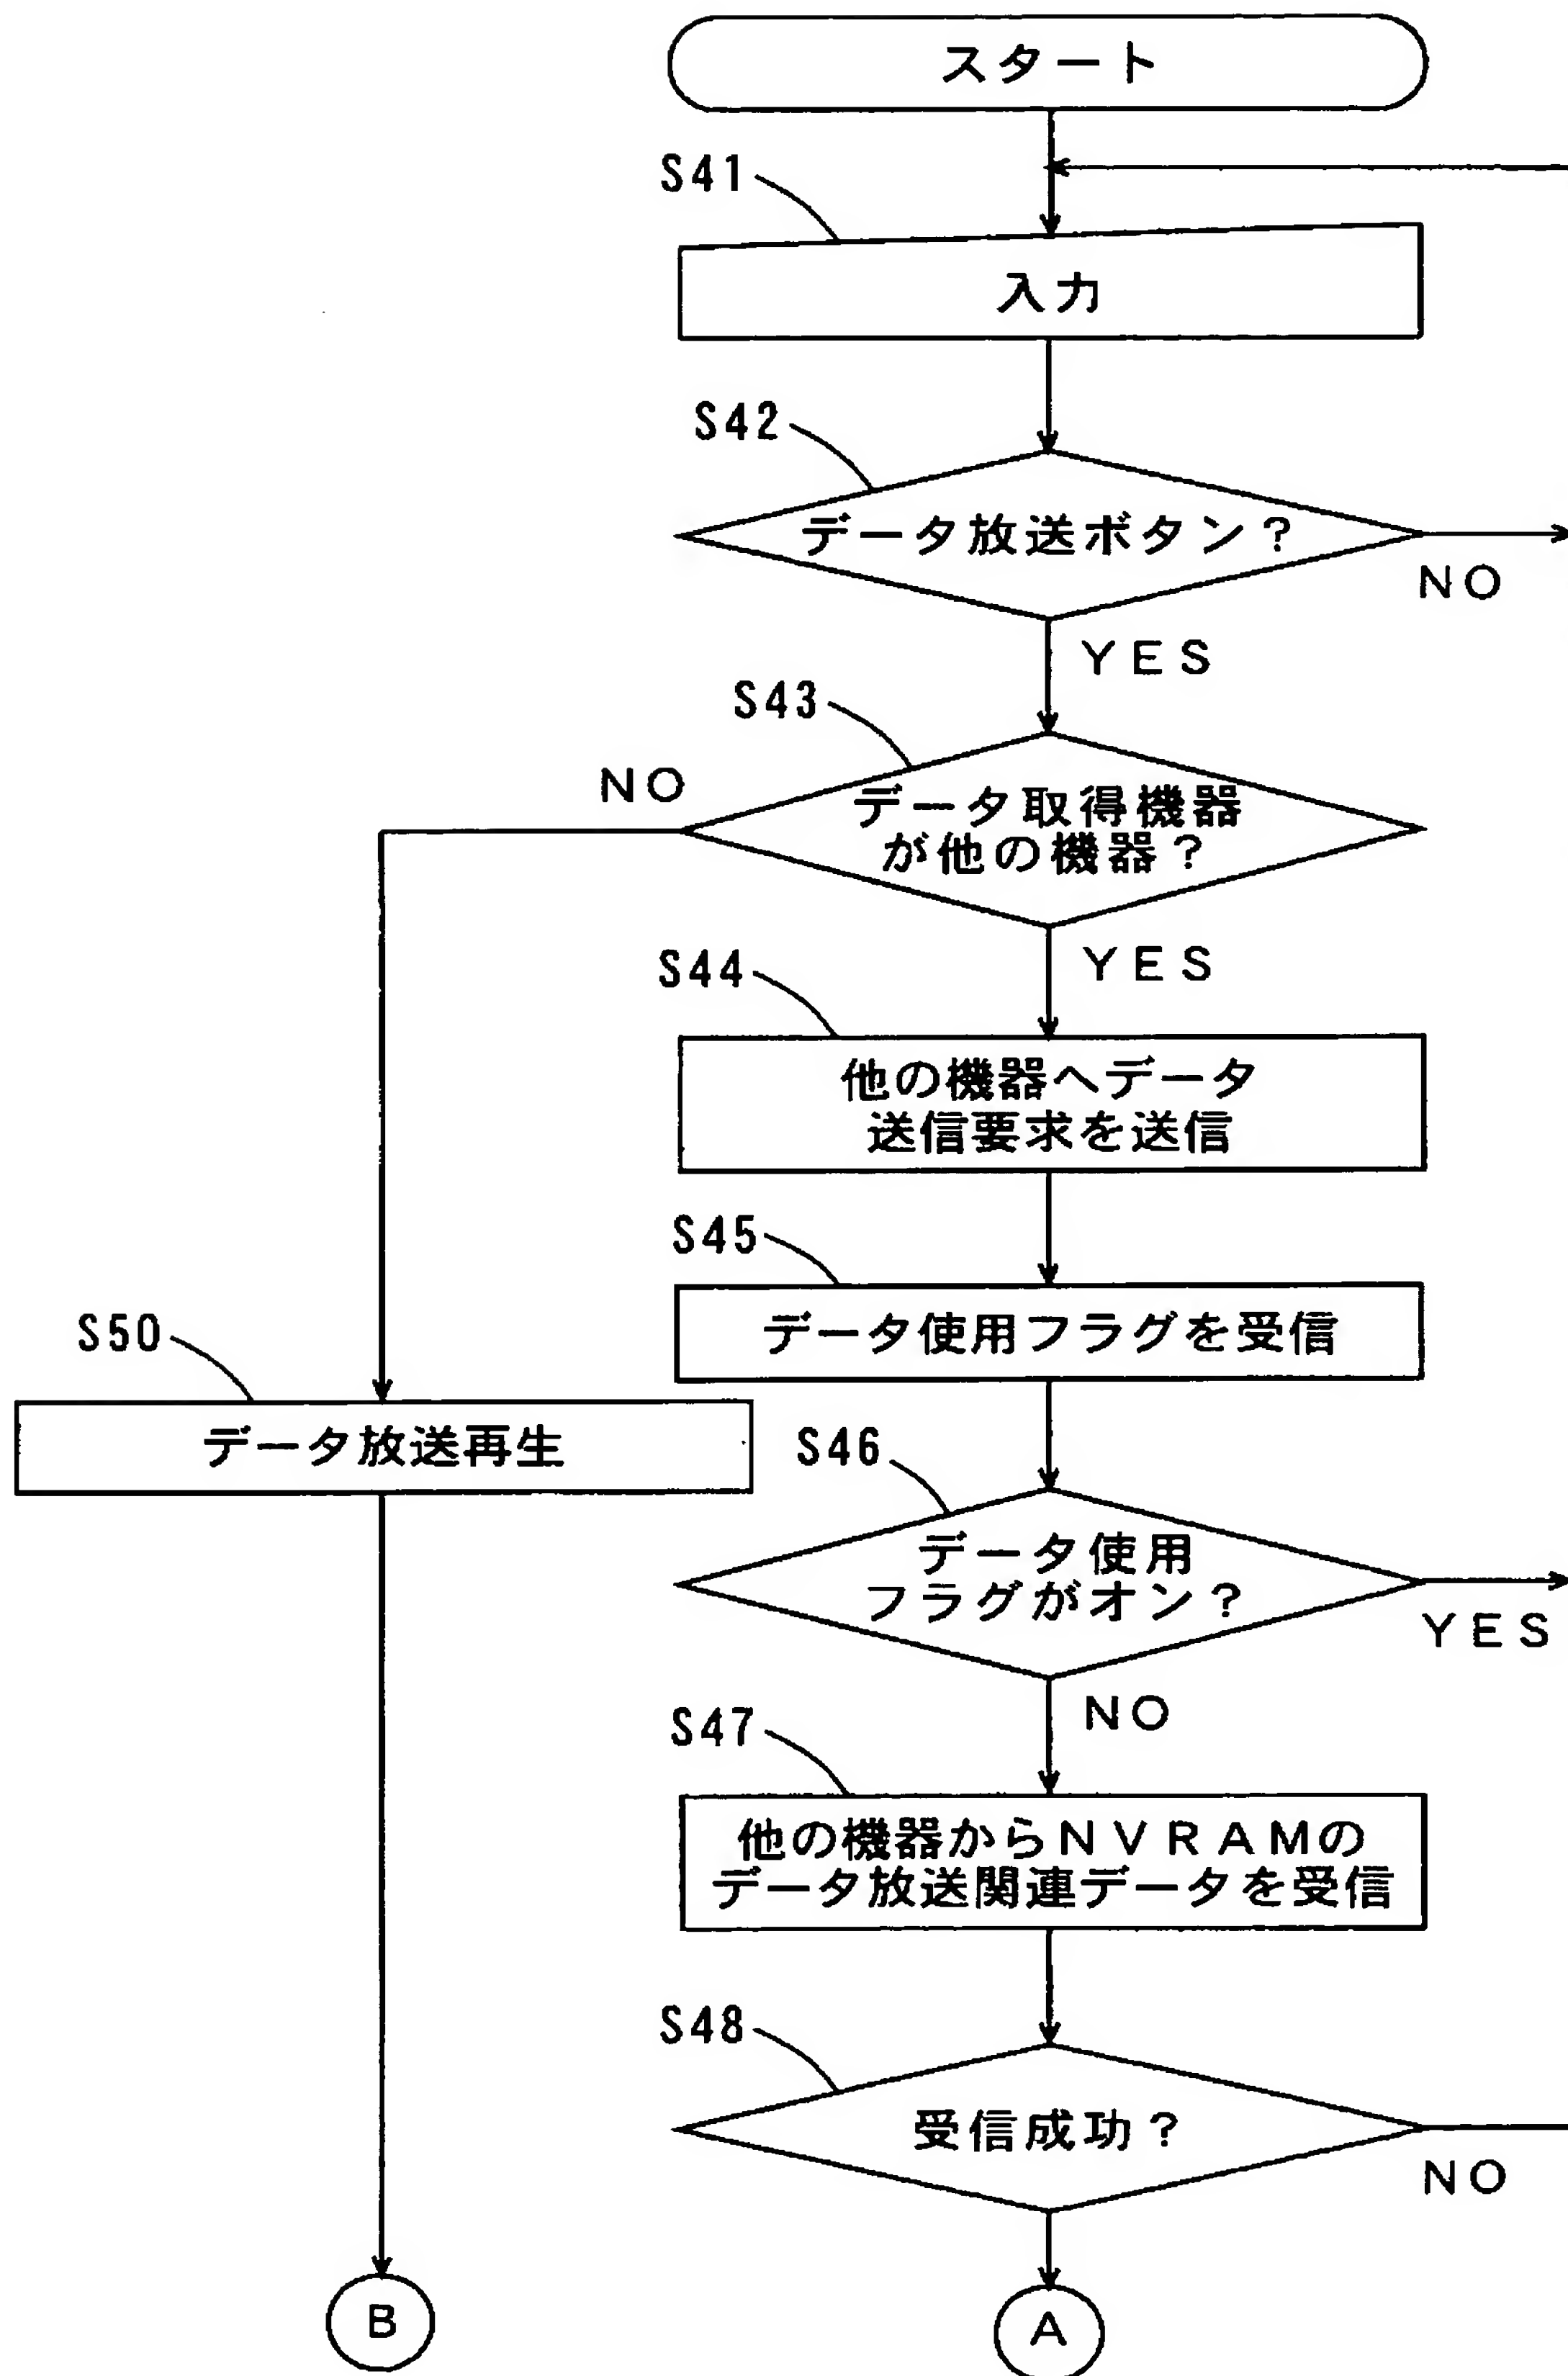 スタート
S41
入力
S42
データ放送ボタン？
NO
YES
S43
NO
データ取得機器
が他の機器？
YES
S44
他の機器へデータ
送信要求を送信
S45
データ使用フラグを受信
S50
データ放送再生
S46
データ使用
フラグがオン？
YES
NO
S47
他の機器からNVRAMの
データ放送関連データを受信
S48
受信成功？
NO
B
A